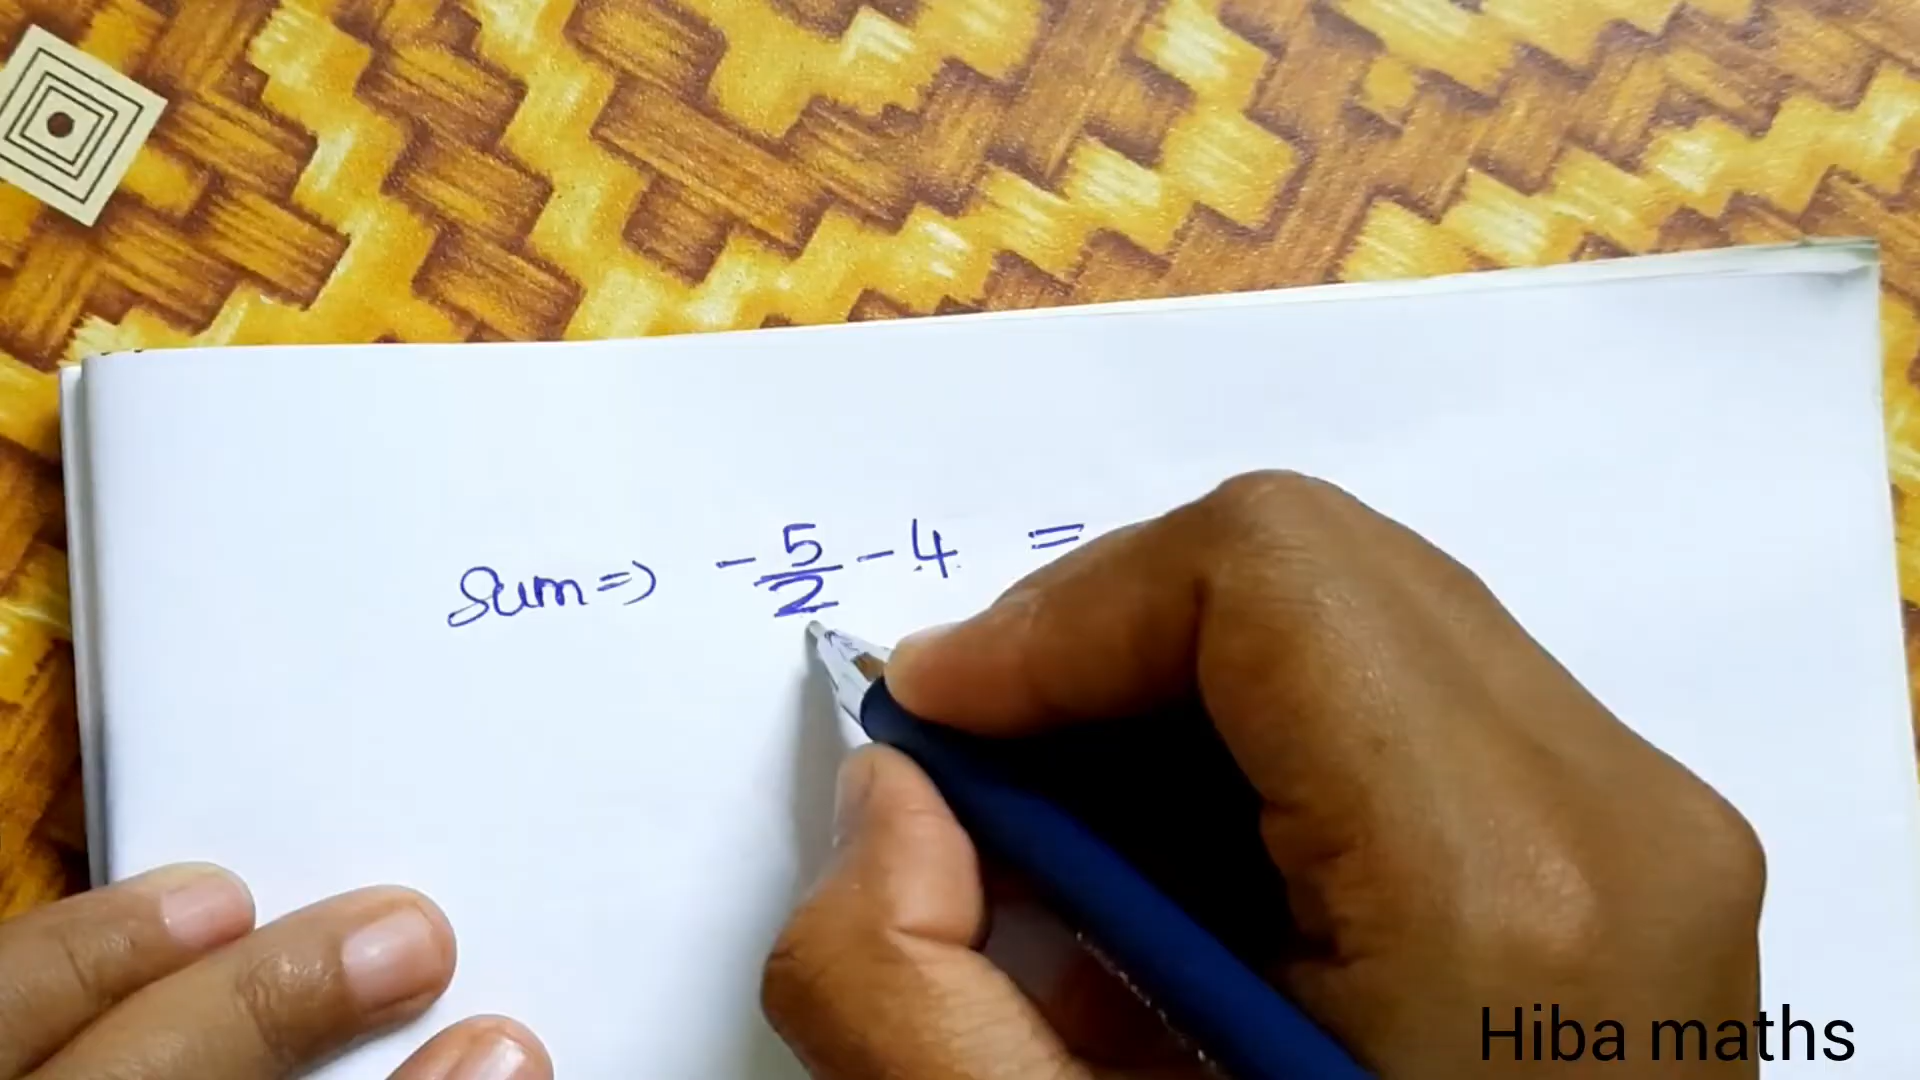 Sum => - 5/2 - 4 =
Hiba maths